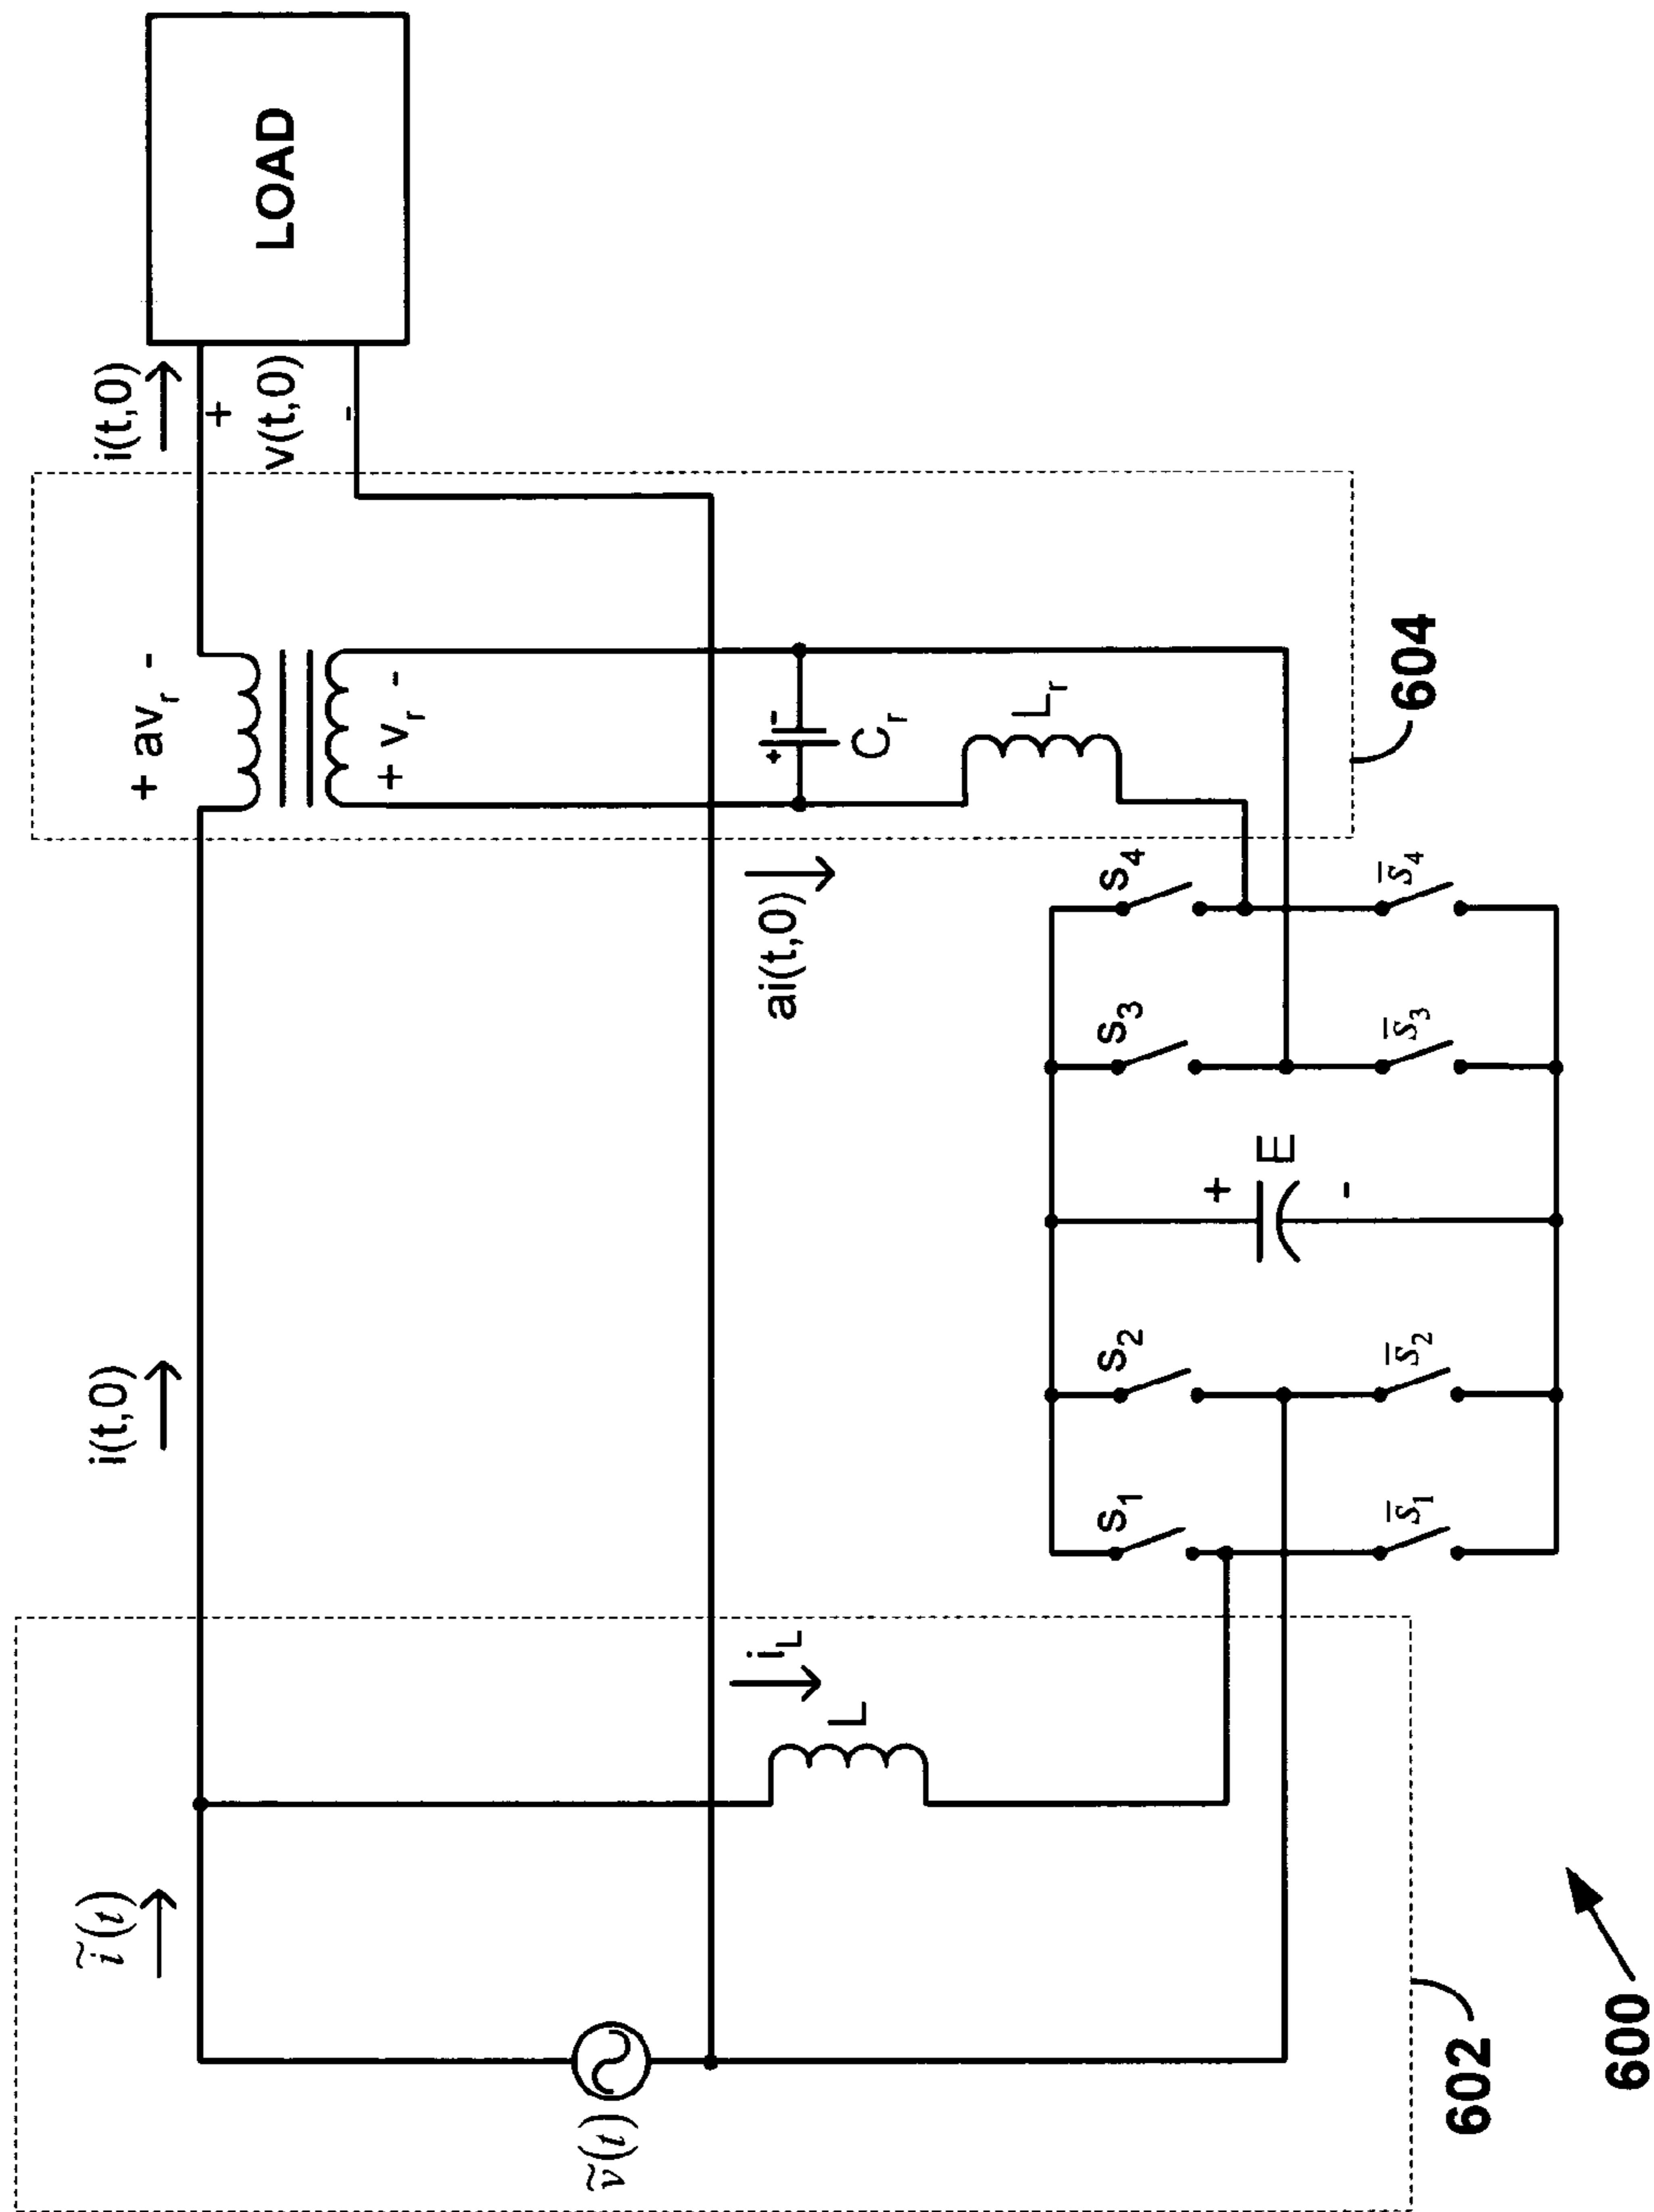 ĩ(t)
i(t,0)
+ av_r -
i(t,0)
LOAD
+
v(t,0)
-
+ v_r -
ṽ(t)
i_L
L
ai(t,0)
+ -
C_r
L_r
S_1
S_2
S_3
S_4
+
E
-
s̄_1
s̄_2
s̄_3
s̄_4
602
604
600